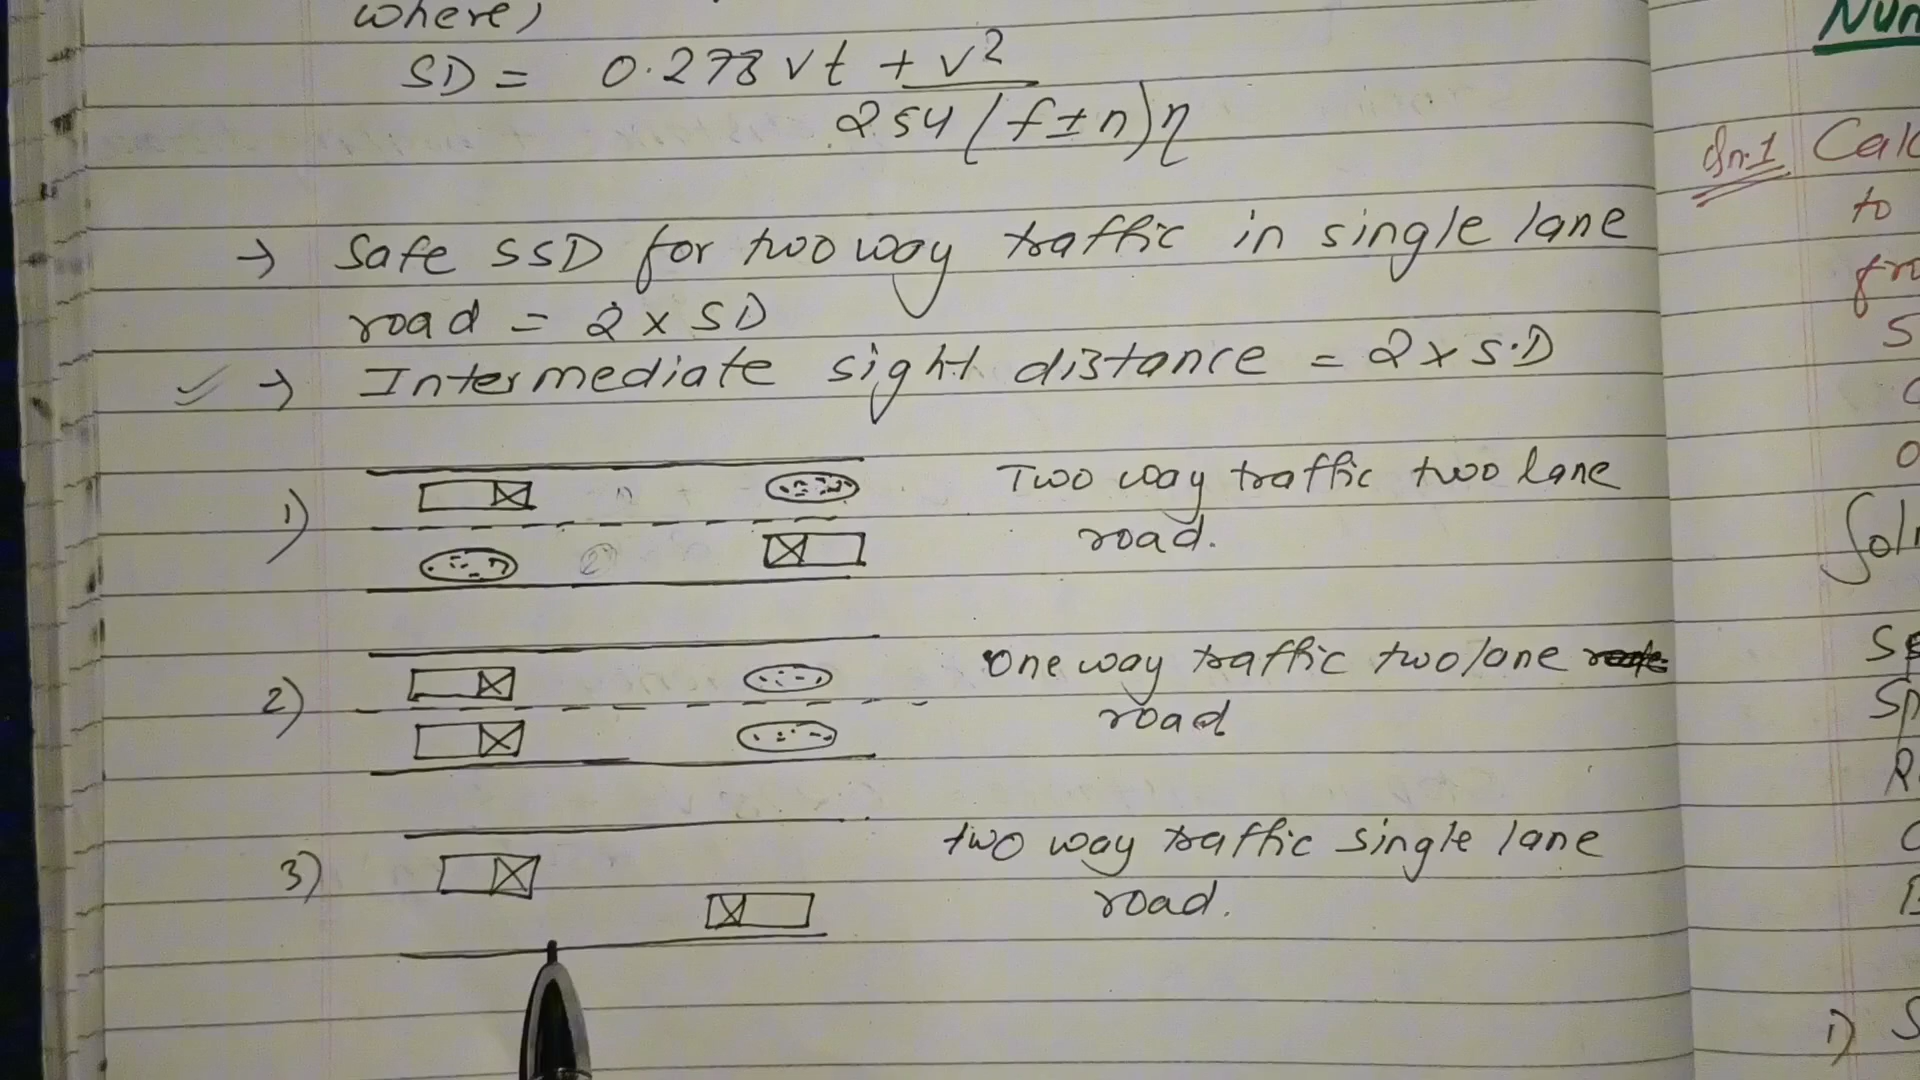 where,
SD = 0.278 vt + v²
254 (f±n)η
→ Safe SSD for two way traffic in single lane
road = 2 x SD
→ Intermediate sight distance = 2 x S.D
1) Two way traffic two lane
road.
2) One way traffic two lane
road
3) two way traffic single lane
road.
Qn.1 Calc
to
Soln
i) S